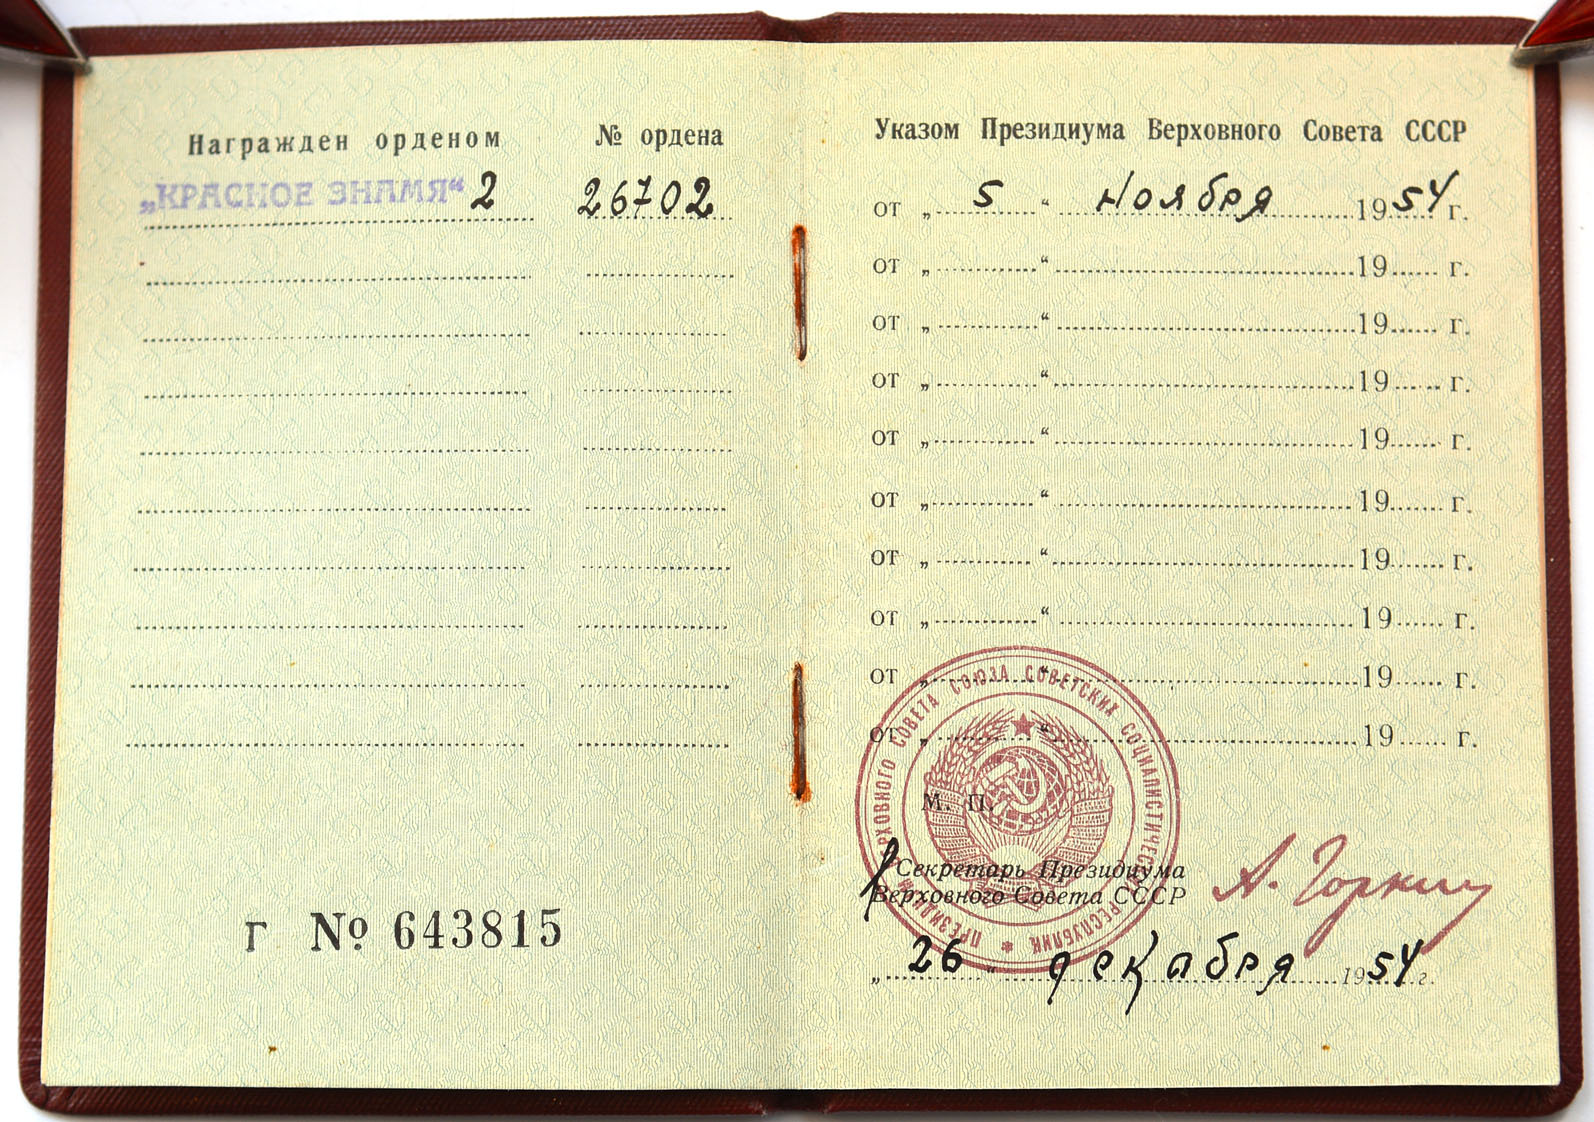 Награжден орденом № ордена
„КРАСНОЕ ЗНАМЯ“ 2 26702
г № 643815
Указом Президиума Верховного Совета СССР
от „ 5 “ ноября 1954 г.
от „ “ 19 г.
от „ “ 19 г.
от „ “ 19 г.
от „ “ 19 г.
от „ “ 19 г.
от „ “ 19 г.
от „ “ 19 г.
от „ “ 19 г.
от „ “ 19 г.
ПРЕЗИДИУМ ВЕРХОВНОГО СОВЕТА СОЮЗА СОВЕТСКИХ СОЦИАЛИСТИЧЕСКИХ РЕСПУБЛИК
М. П.
Секретарь Президиума
Верховного Совета СССР А. Горкин
„ 26 “ декабря 1954 г.